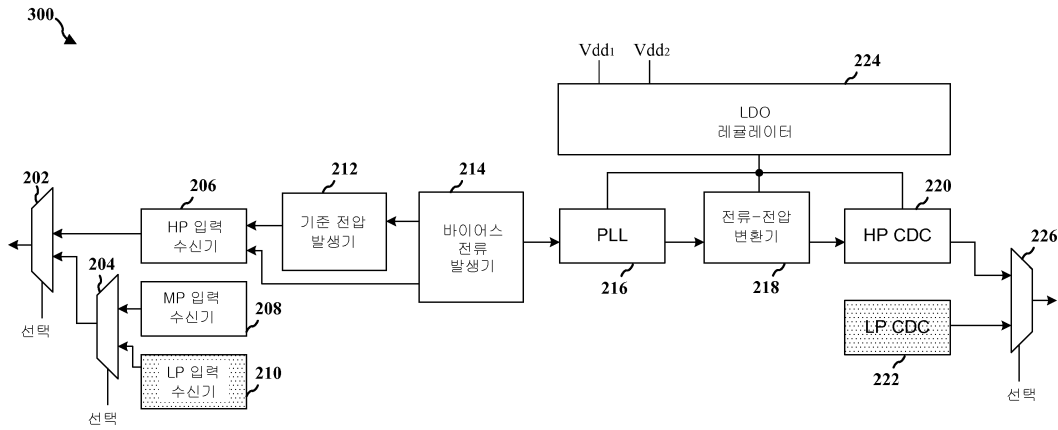 300
Vdd1
Vdd2
224
LDO
레귤레이터
202
206
HP 입력
수신기
212
기준 전압
발생기
214
바이어스
전류
발생기
PLL
216
전류-전압
변환기
218
220
HP CDC
226
선택
204
MP 입력
수신기
208
LP 입력
수신기
210
선택
LP CDC
222
선택